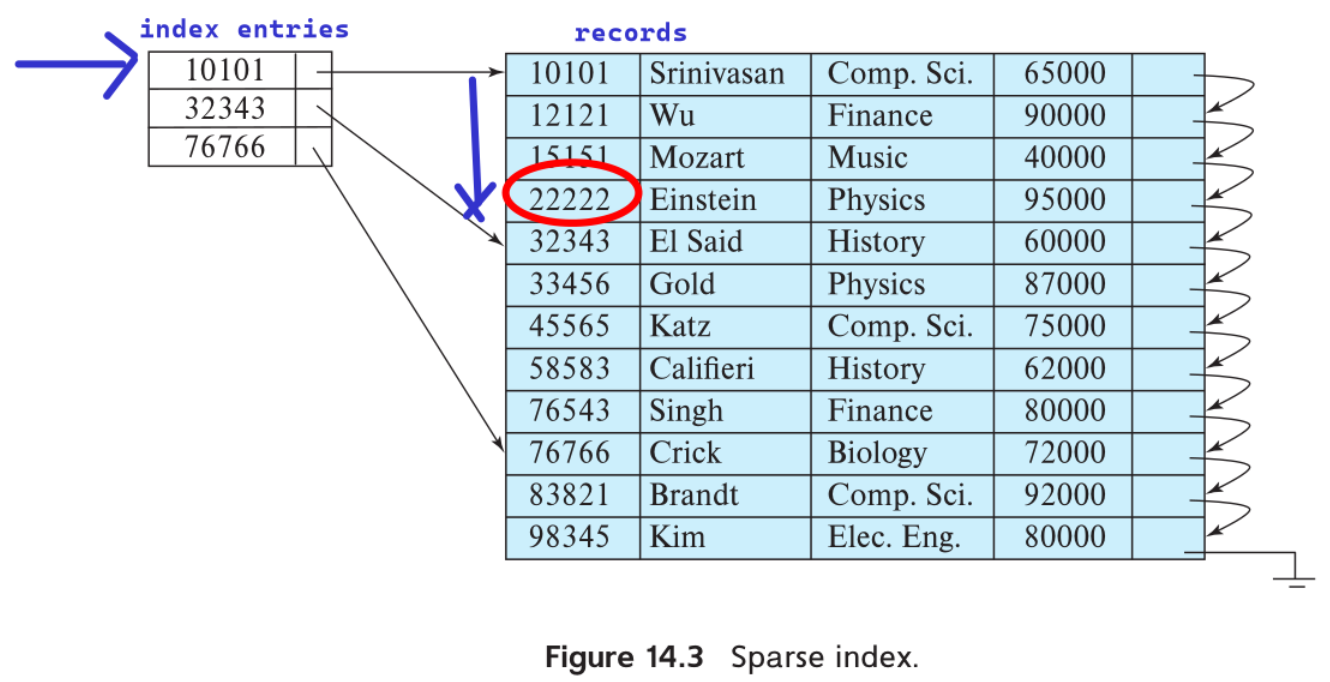 index entries
records
10101
32343
76766
10101 Srinivasan Comp. Sci. 65000
12121 Wu Finance 90000
15151 Mozart Music 40000
22222 Einstein Physics 95000
32343 El Said History 60000
33456 Gold Physics 87000
45565 Katz Comp. Sci. 75000
58583 Califieri History 62000
76543 Singh Finance 80000
76766 Crick Biology 72000
83821 Brandt Comp. Sci. 92000
98345 Kim Elec. Eng. 80000
Figure 14.3 Sparse index.